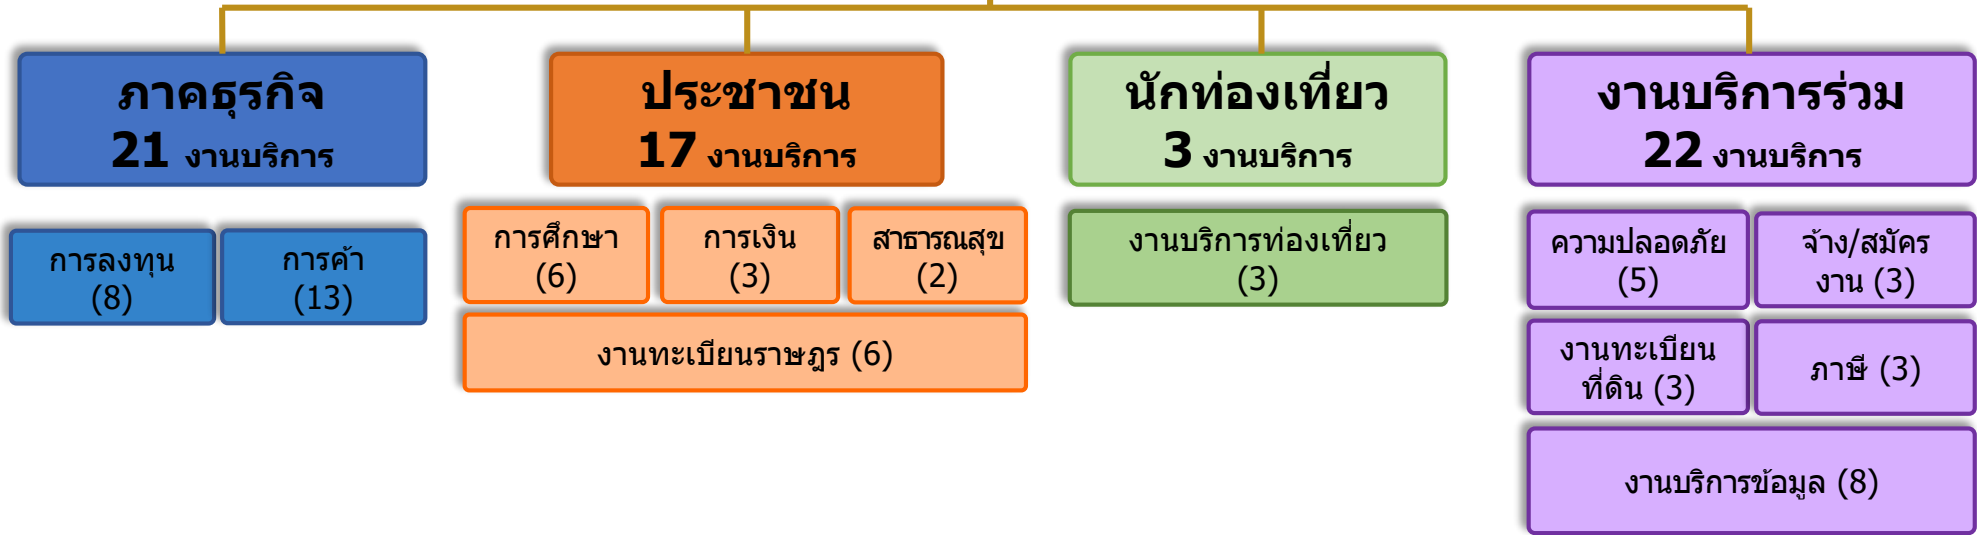 ภาคธุรกิจ
21 งานบริการ
การลงทุน
(8)
การค้า
(13)
ประชาชน
17 งานบริการ
การศึกษา
(6)
การเงิน
(3)
สาธารณสุข
(2)
งานทะเบียนราษฎร (6)
นักท่องเที่ยว
3 งานบริการ
งานบริการท่องเที่ยว
(3)
งานบริการร่วม
22 งานบริการ
ความปลอดภัย
(5)
จ้าง/สมัคร
งาน (3)
งานทะเบียน
ที่ดิน (3)
ภาษี (3)
งานบริการข้อมูล (8)